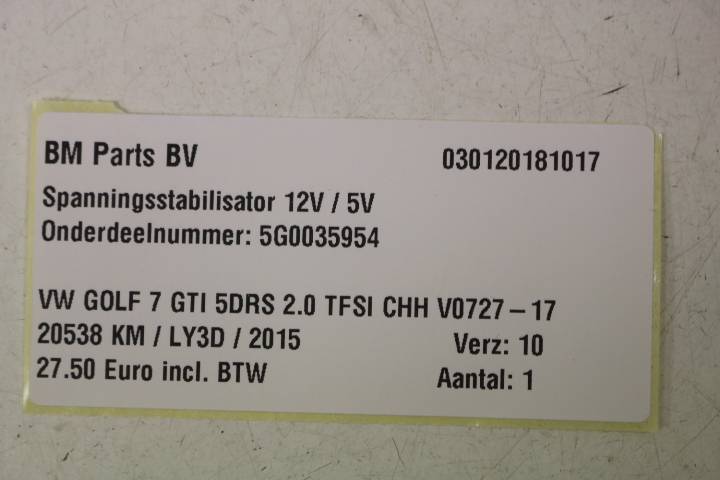 BM Parts BV 030120181017
Spanningsstabilisator 12V / 5V
Onderdeelnummer: 5G0035954
VW GOLF 7 GTI 5DRS 2.0 TFSI CHH V0727 – 17
20538 KM / LY3D / 2015 Verz: 10
27.50 Euro incl. BTW Aantal: 1